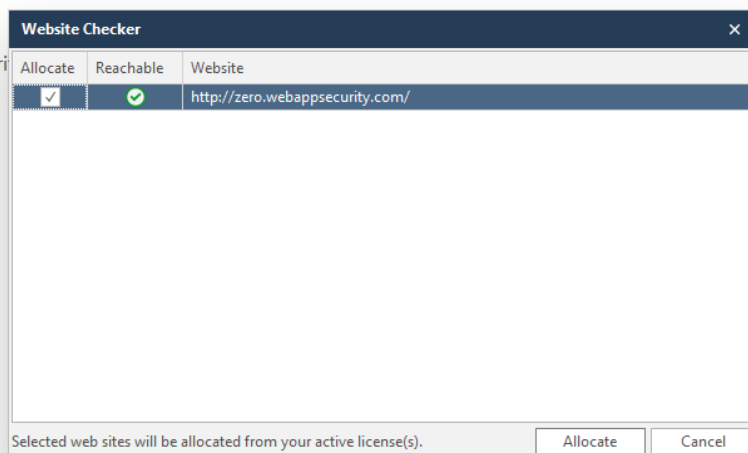 Website Checker
Allocate Reachable Website
http://zero.webappsecurity.com/
Selected web sites will be allocated from your active license(s).
Allocate Cancel